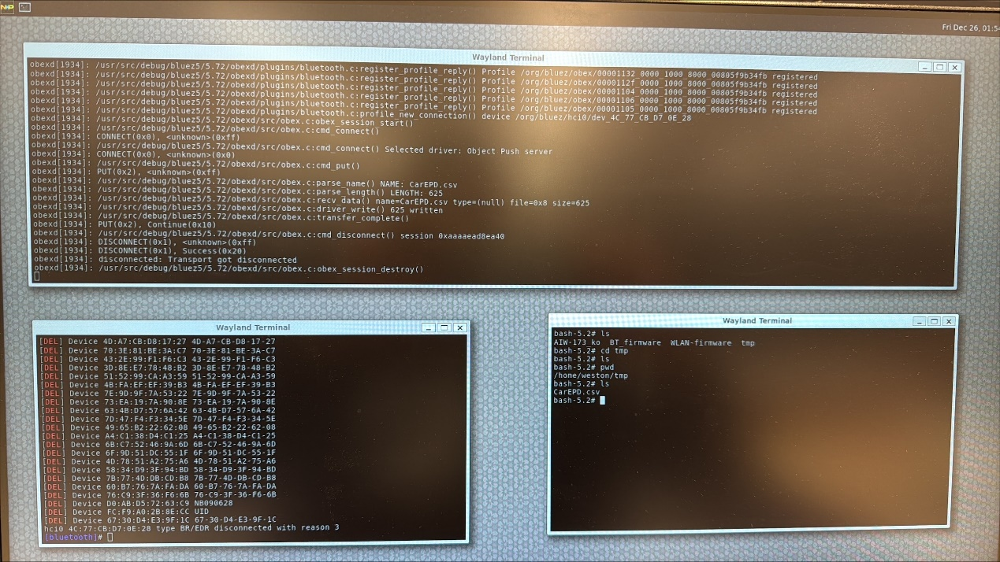 NXP
Fri Dec 26, 01:54
Wayland Terminal
obexd[1934]: /usr/src/debug/bluez5/5.72/obexd/plugins/bluetooth.c:register_profile_reply() Profile /org/bluez/obex/00001132_0000_1000_8000_00805f9b34fb registered
obexd[1934]: /usr/src/debug/bluez5/5.72/obexd/plugins/bluetooth.c:register_profile_reply() Profile /org/bluez/obex/0000112f_0000_1000_8000_00805f9b34fb registered
obexd[1934]: /usr/src/debug/bluez5/5.72/obexd/plugins/bluetooth.c:register_profile_reply() Profile /org/bluez/obex/00001104_0000_1000_8000_00805f9b34fb registered
obexd[1934]: /usr/src/debug/bluez5/5.72/obexd/plugins/bluetooth.c:register_profile_reply() Profile /org/bluez/obex/00001106_0000_1000_8000_00805f9b34fb registered
obexd[1934]: /usr/src/debug/bluez5/5.72/obexd/plugins/bluetooth.c:register_profile_reply() Profile /org/bluez/obex/00001105_0000_1000_8000_00805f9b34fb registered
obexd[1934]: /usr/src/debug/bluez5/5.72/obexd/plugins/bluetooth.c:profile_new_connection() device /org/bluez/hci0/dev_4C_77_CB_D7_0E_28
obexd[1934]: /usr/src/debug/bluez5/5.72/obexd/src/obex.c:obex_session_start()
obexd[1934]: /usr/src/debug/bluez5/5.72/obexd/src/obex.c:cmd_connect()
obexd[1934]: CONNECT(0x0), <unknown>(0xff)
obexd[1934]: /usr/src/debug/bluez5/5.72/obexd/src/obex.c:cmd_connect() Selected driver: Object Push server
obexd[1934]: CONNECT(0x0), <unknown>(0x0)
obexd[1934]: /usr/src/debug/bluez5/5.72/obexd/src/obex.c:cmd_put()
obexd[1934]: PUT(0x2), <unknown>(0xff)
obexd[1934]: /usr/src/debug/bluez5/5.72/obexd/src/obex.c:parse_name() NAME: CarEPD.csv
obexd[1934]: /usr/src/debug/bluez5/5.72/obexd/src/obex.c:parse_length() LENGTH: 625
obexd[1934]: /usr/src/debug/bluez5/5.72/obexd/src/obex.c:recv_data() name=CarEPD.csv type=(null) file=0x8 size=625
obexd[1934]: /usr/src/debug/bluez5/5.72/obexd/src/obex.c:driver_write() 625 written
obexd[1934]: /usr/src/debug/bluez5/5.72/obexd/src/obex.c:transfer_complete()
obexd[1934]: PUT(0x2), Continue(0x10)
obexd[1934]: /usr/src/debug/bluez5/5.72/obexd/src/obex.c:cmd_disconnect() session 0xaaaaead8ea40
obexd[1934]: DISCONNECT(0x1), <unknown>(0xff)
obexd[1934]: DISCONNECT(0x1), Success(0x20)
obexd[1934]: disconnected: Transport got disconnected
obexd[1934]: /usr/src/debug/bluez5/5.72/obexd/src/obex.c:obex_session_destroy()
Wayland Terminal
[DEL] Device 4D:A7:CB:D8:17:27 4D-A7-CB-D8-17-27
[DEL] Device 70:3E:81:BE:3A:C7 70-3E-81-BE-3A-C7
[DEL] Device 43:2E:99:F1:F6:C3 43-2E-99-F1-F6-C3
[DEL] Device 3D:8E:E7:78:48:B2 3D-8E-E7-78-48-B2
[DEL] Device 51:52:99:CA:A3:59 51-52-99-CA-A3-59
[DEL] Device 4B:FA:EF:EF:39:B3 4B-FA-EF-EF-39-B3
[DEL] Device 7E:9D:9F:7A:53:22 7E-9D-9F-7A-53-22
[DEL] Device 73:EA:19:7A:90:8E 73-EA-19-7A-90-8E
[DEL] Device 63:4B:D7:57:6A:42 63-4B-D7-57-6A-42
[DEL] Device 7D:47:F4:F3:34:5E 7D-47-F4-F3-34-5E
[DEL] Device 49:65:B2:22:62:08 49-65-B2-22-62-08
[DEL] Device A4:C1:38:D4:C1:25 A4-C1-38-D4-C1-25
[DEL] Device 6B:C7:52:46:9A:6D 6B-C7-52-46-9A-6D
[DEL] Device 6F:9D:51:DC:55:1F 6F-9D-51-DC-55-1F
[DEL] Device 4D:78:51:A2:75:A6 4D-78-51-A2-75-A6
[DEL] Device 58:34:D9:3F:94:BD 58-34-D9-3F-94-BD
[DEL] Device 7B:77:4D:DB:CD:B8 7B-77-4D-DB-CD-B8
[DEL] Device 60:B7:76:7A:FA:DA 60-B7-76-7A-FA-DA
[DEL] Device 76:C9:3F:36:F6:6B 76-C9-3F-36-F6-6B
[DEL] Device D0:AB:D5:72:63:C9 NB090628
[DEL] Device FC:F9:A0:2B:8E:CC UID
[DEL] Device 67:30:D4:E3:9F:1C 67-30-D4-E3-9F-1C
hci0 4C:77:CB:D7:0E:28 type BR/EDR disconnected with reason 3
[bluetooth]#
Wayland Terminal
bash-5.2# ls
AIW-173_ko BT_firmware WLAN-firmware tmp
bash-5.2# cd tmp
bash-5.2# ls
bash-5.2# pwd
/home/weston/tmp
bash-5.2# ls
CarEPD.csv
bash-5.2#